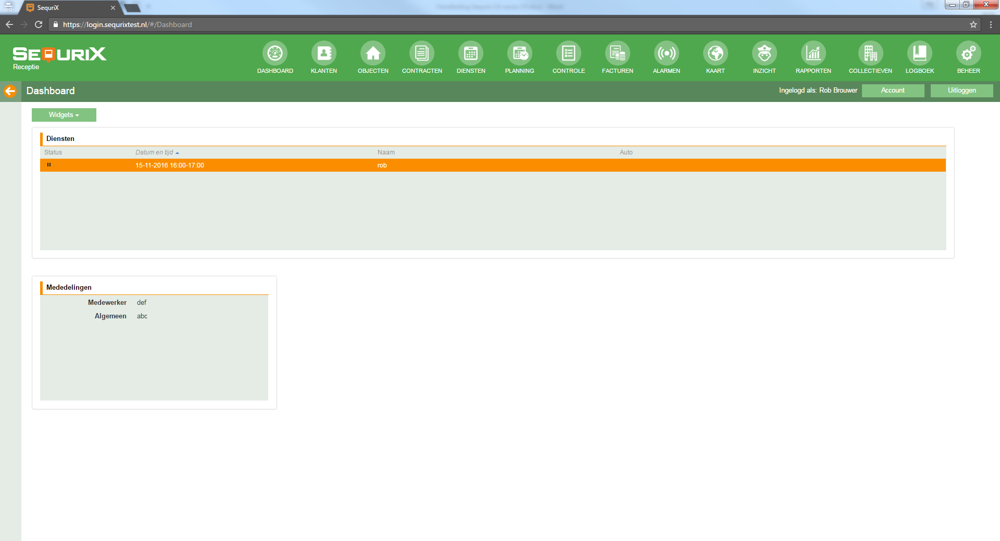 SequriX
https://login.sequrixtest.nl/#/Dashboard
SEQURIX
Receptie
DASHBOARD KLANTEN OBJECTEN CONTRACTEN DIENSTEN PLANNING CONTROLE FACTUREN ALARMEN KAART INZICHT RAPPORTEN COLLECTIEVEN LOGBOEK BEHEER
Dashboard Ingelogd als: Rob Brouwer Account Uitloggen
Widgets
Diensten
Status Datum en tijd Naam Auto
15-11-2016 16:00-17:00 rob
Mededelingen
Medewerker def
Algemeen abc